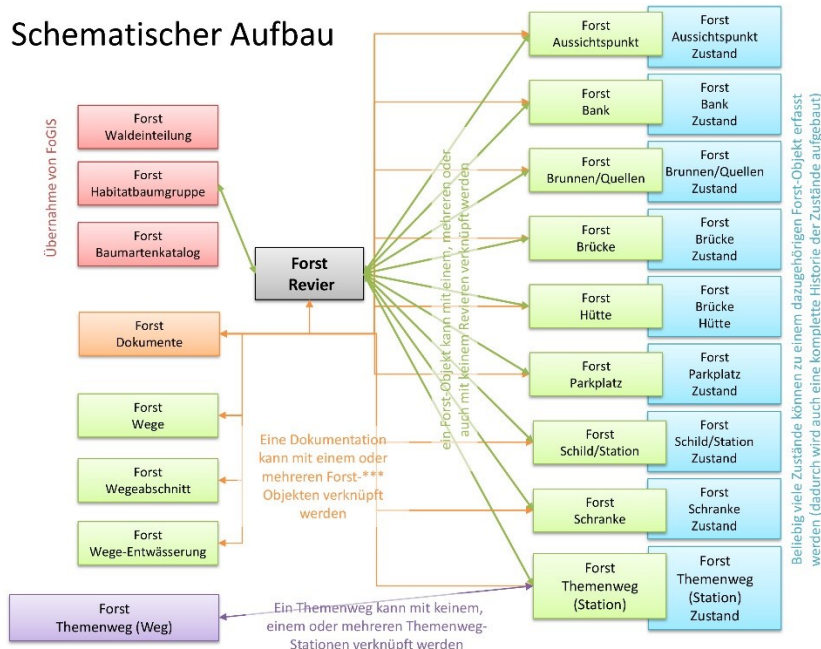 Schematischer Aufbau
Übernahme von FoGIS
Forst
Waldeinteilung
Forst
Habitatbaumgruppe
Forst
Baumartenkatalog
Forst
Revier
Forst
Dokumente
Forst
Wege
Forst
Wegeabschnitt
Forst
Wege-Entwässerung
Forst
Themenweg (Weg)
Eine Dokumentation
kann mit einem oder
mehreren Forst-***
Objekten verknüpft
werden
Ein Themenweg kann mit keinem,
einem oder mehreren Themenweg-
Stationen verknüpft werden
ein Forst-Objekt kann mit einem, mehreren oder
auch mit keinem Revieren verknüpft werden
Forst
Aussichtspunkt
Forst
Aussichtspunkt
Zustand
Forst
Bank
Forst
Bank
Zustand
Forst
Brunnen/Quellen
Forst
Brunnen/Quellen
Zustand
Forst
Brücke
Forst
Brücke
Zustand
Forst
Hütte
Forst
Brücke
Hütte
Forst
Parkplatz
Forst
Parkplatz
Zustand
Forst
Schild/Station
Forst
Schild/Station
Zustand
Forst
Schranke
Forst
Schranke
Zustand
Forst
Themenweg
(Station)
Forst
Themenweg
(Station)
Zustand
Beliebig viele Zustände können zu einem dazugehörigen Forst-Objekt erfasst
werden (dadurch wird auch eine komplette Historie der Zustände aufgebaut)